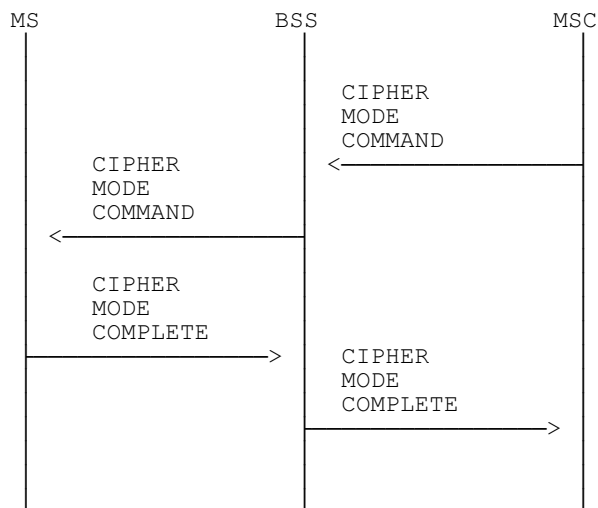 MS BSS MSC
CIPHER
MODE
COMMAND
CIPHER
MODE
COMMAND
CIPHER
MODE
COMPLETE
CIPHER
MODE
COMPLETE